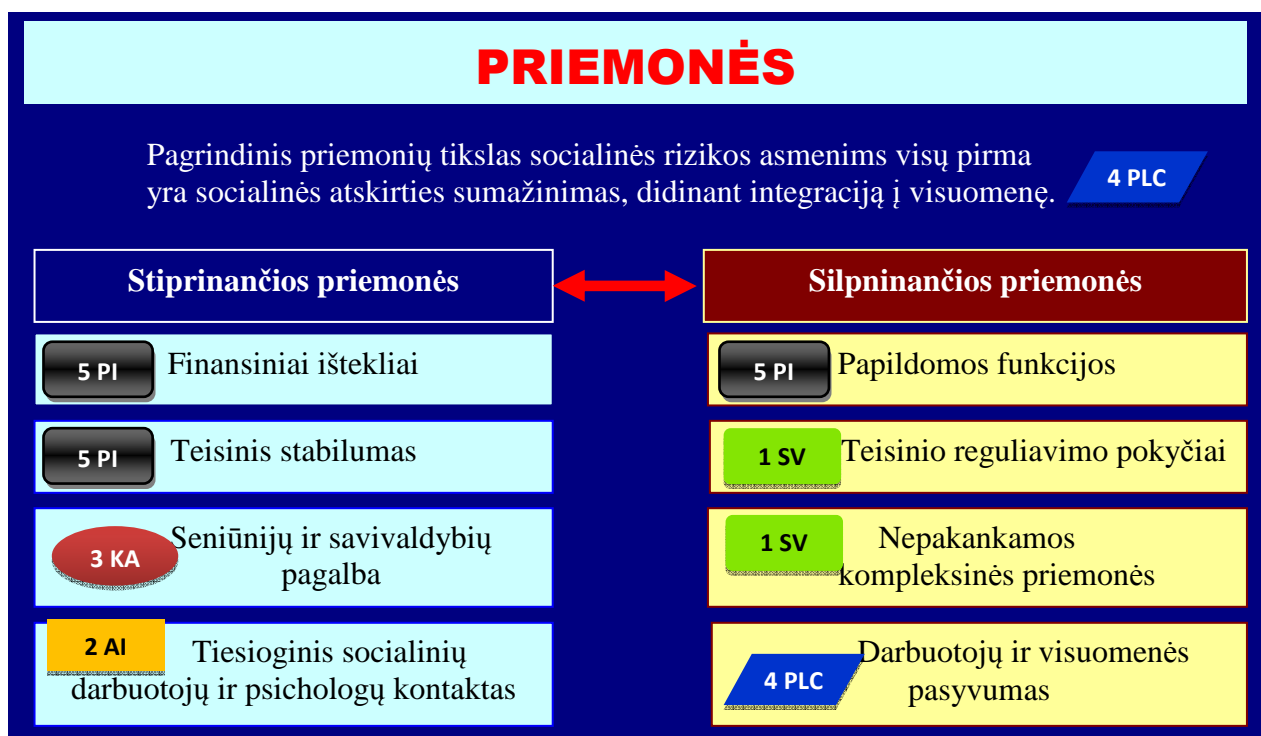 PRIEMONĖS
Pagrindinis priemonių tikslas socialinės rizikos asmenims visų pirma
yra socialinės atskirties sumažinimas, didinant integraciją į visuomenę.
4 PLC
Stiprinančios priemonės
Silpninančios priemonės
5 PI
Finansiniai ištekliai
5 PI
Papildomos funkcijos
5 PI
Teisinis stabilumas
1 SV
Teisinio reguliavimo pokyčiai
3 KA
Seniūnijų ir savivaldybių
pagalba
1 SV
Nepakankamos
kompleksinės priemonės
2 AI
Tiesioginis socialinių
darbuotojų ir psichologų kontaktas
4 PLC
Darbuotojų ir visuomenės
pasyvumas